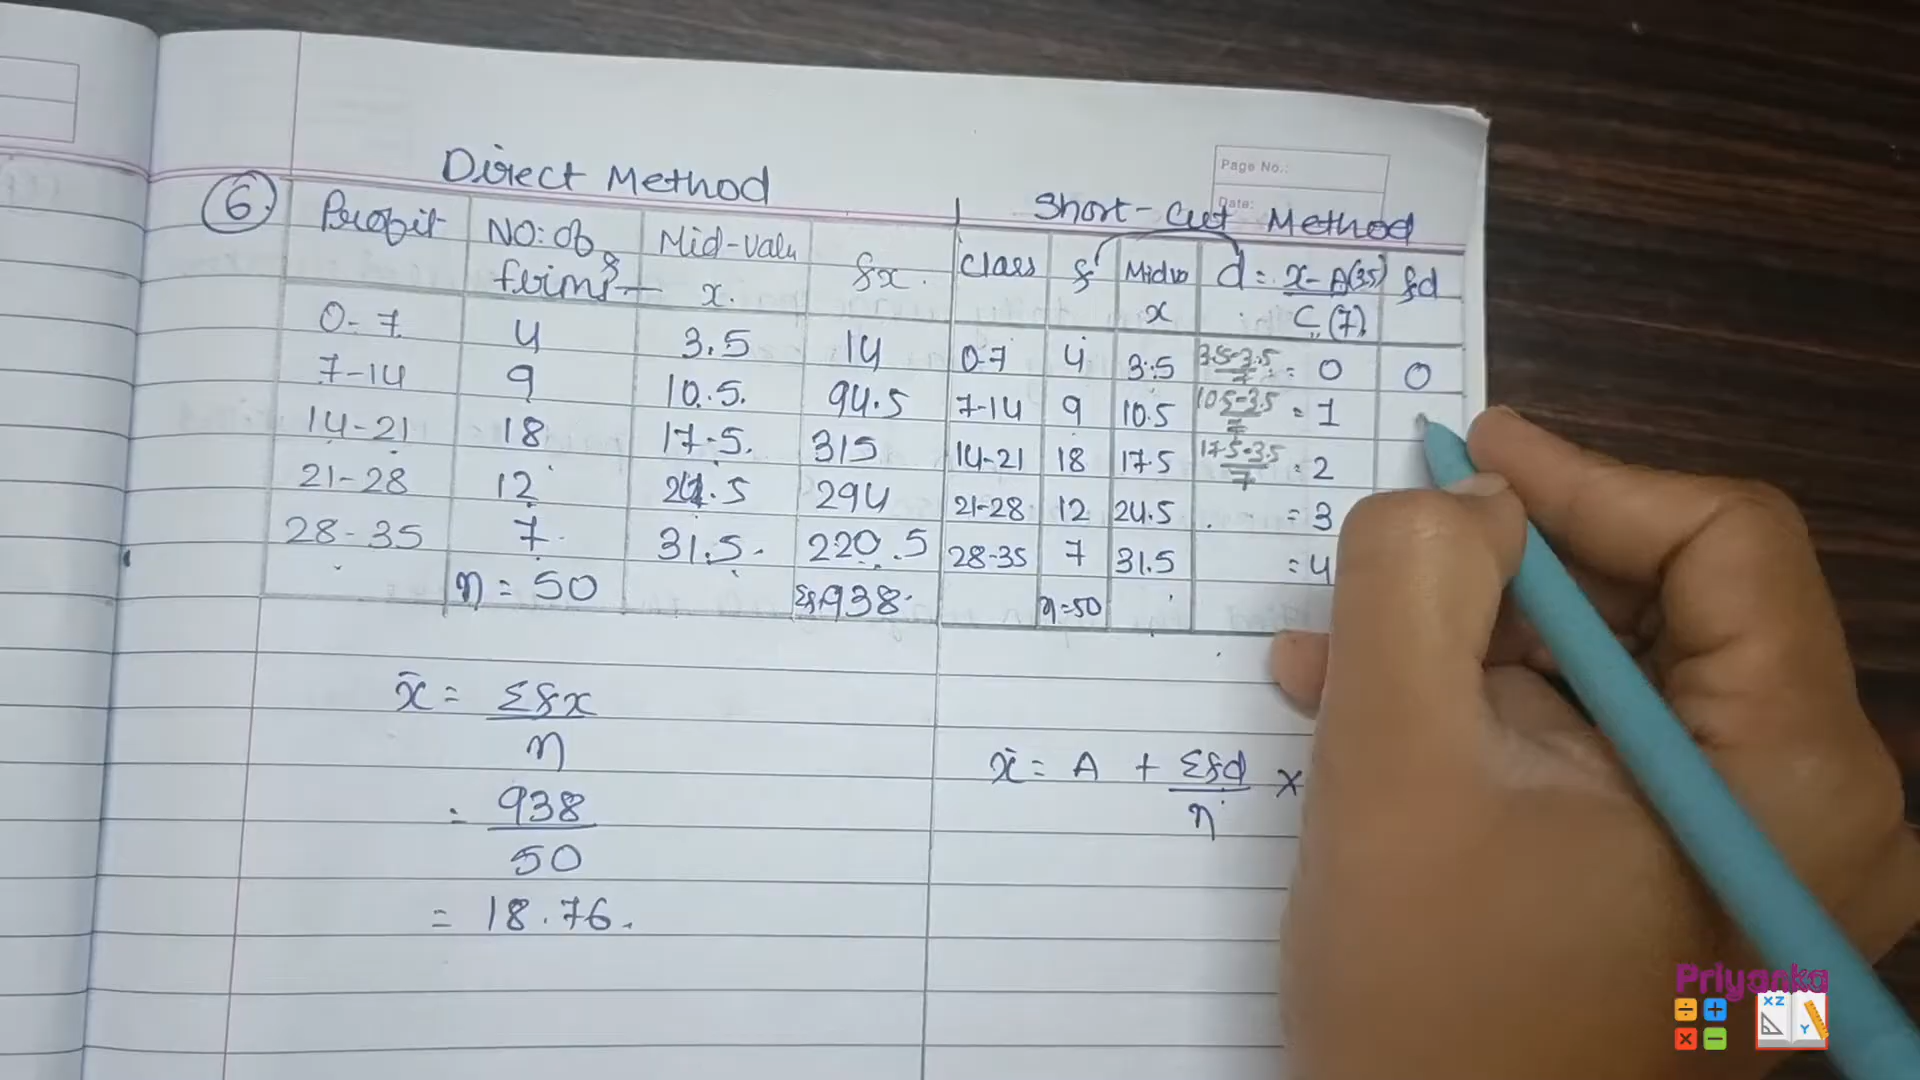 Direct Method
Page No.:
Date:
Short-Cut Method
6.
Profit NO: of firms f Mid-valu x. fx.
0-7 4 3.5 14
7-14 9 10.5. 94.5
14-21 18 17.5. 315
21-28 12 24.5 294
28-35 7 31.5. 220.5
n = 50 Σfx 938
Class f Midva x d = x-A(3.5) / C(7) fd
0-7 4 3.5 3.5-3.5 / 7 = 0 0
7-14 9 10.5 10.5-3.5 / 7 = 1
14-21 18 17.5 17.5-3.5 / 7 = 2
21-28 12 24.5 = 3
28-35 7 31.5 = 4
n=50
x̄ = Σfx
n
= 938
50
= 18.76.
x̄ = A + Σfd ×
n
Priyanka
XZ
Y